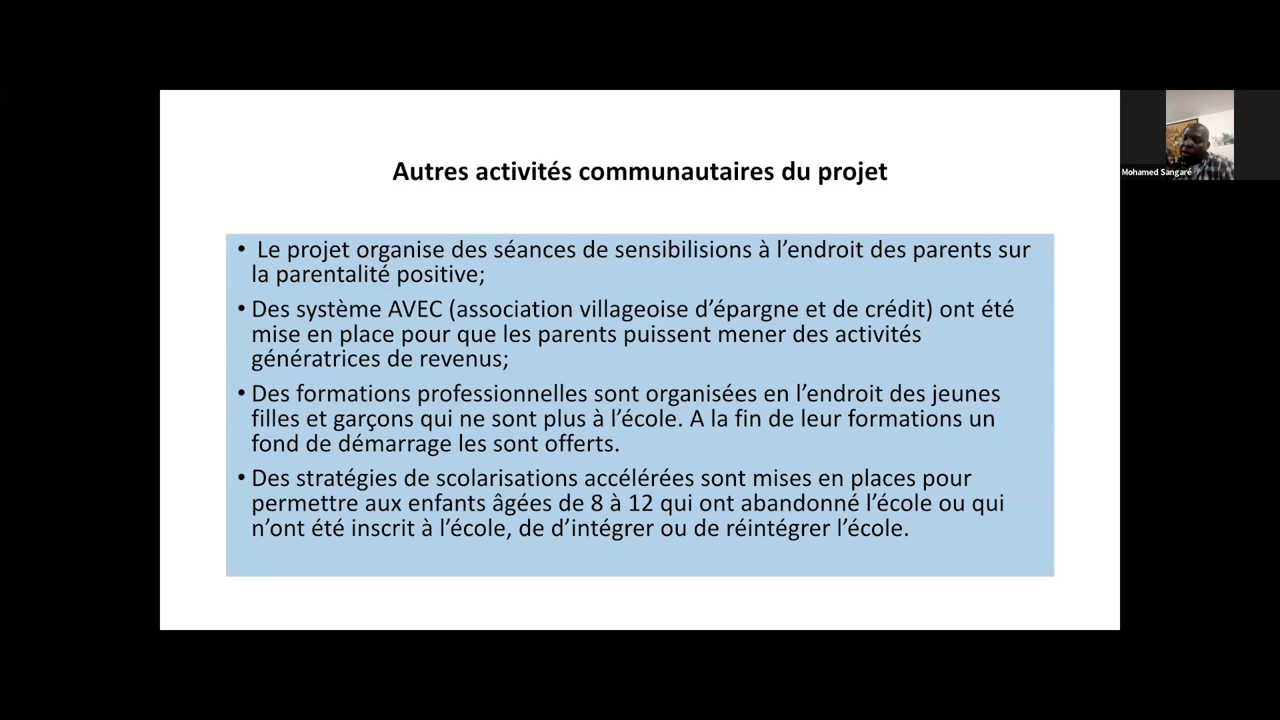 Autres activités communautaires du projet
• Le projet organise des séances de sensibilisions à l’endroit des parents sur
la parentalité positive;
• Des système AVEC (association villageoise d’épargne et de crédit) ont été
mise en place pour que les parents puissent mener des activités
génératrices de revenus;
• Des formations professionnelles sont organisées en l’endroit des jeunes
filles et garçons qui ne sont plus à l’école. A la fin de leur formations un
fond de démarrage les sont offerts.
• Des stratégies de scolarisations accélérées sont mises en places pour
permettre aux enfants âgées de 8 à 12 qui ont abandonné l’école ou qui
n’ont été inscrit à l’école, de d’intégrer ou de réintégrer l’école.
Mohamed Sangaré